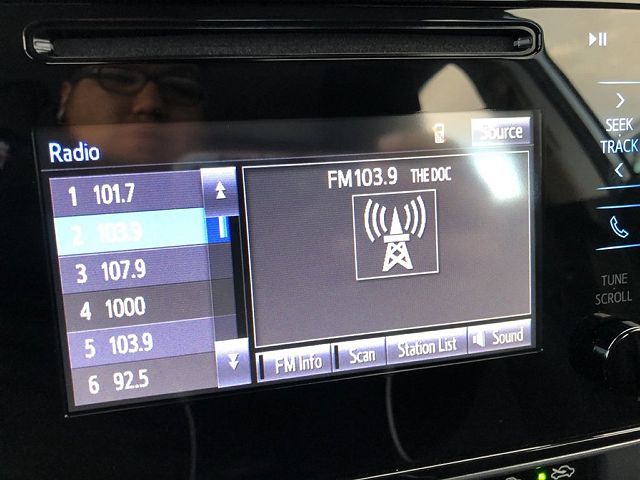 Source
Radio
FM103.9 THE DOC
1 101.7
2 103.9
3 107.9
4 1000
5 103.9
6 92.5
FM Info
Scan
Station List
Sound
SEEK
TRACK
TUNE
SCROLL